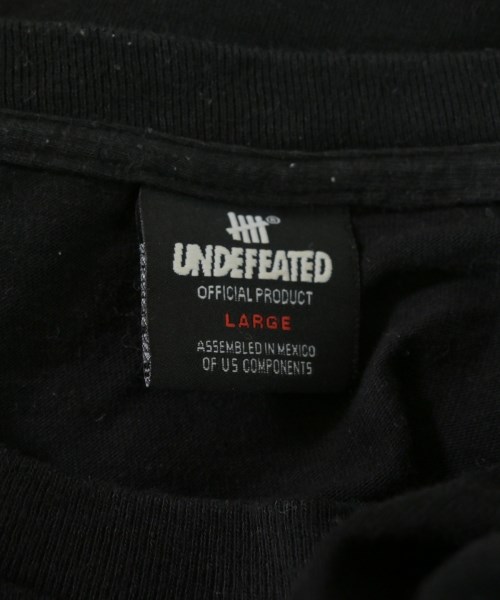 ®
UNDEFEATED
OFFICIAL PRODUCT
LARGE
ASSEMBLED IN MEXICO
OF US COMPONENTS